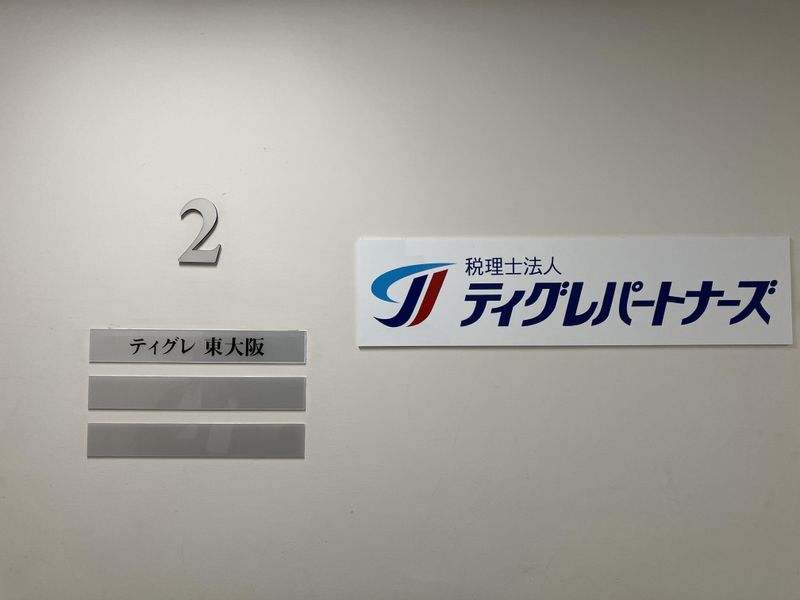 2
ティグレ 東大阪
税理士法人
ティグレパートナーズ